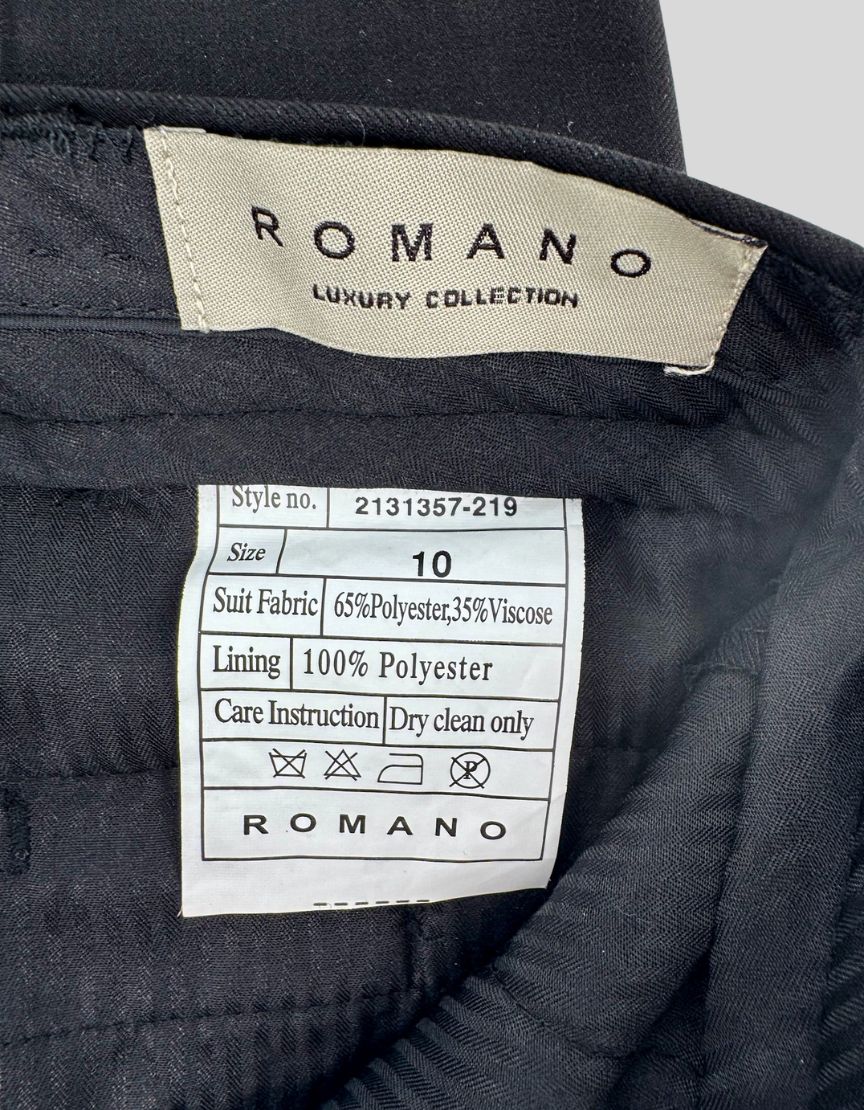 ROMANO
LUXURY COLLECTION
Style no. 2131357-219
Size 10
Suit Fabric 65%Polyester,35%Viscose
Lining 100% Polyester
Care Instruction Dry clean only
P
ROMANO